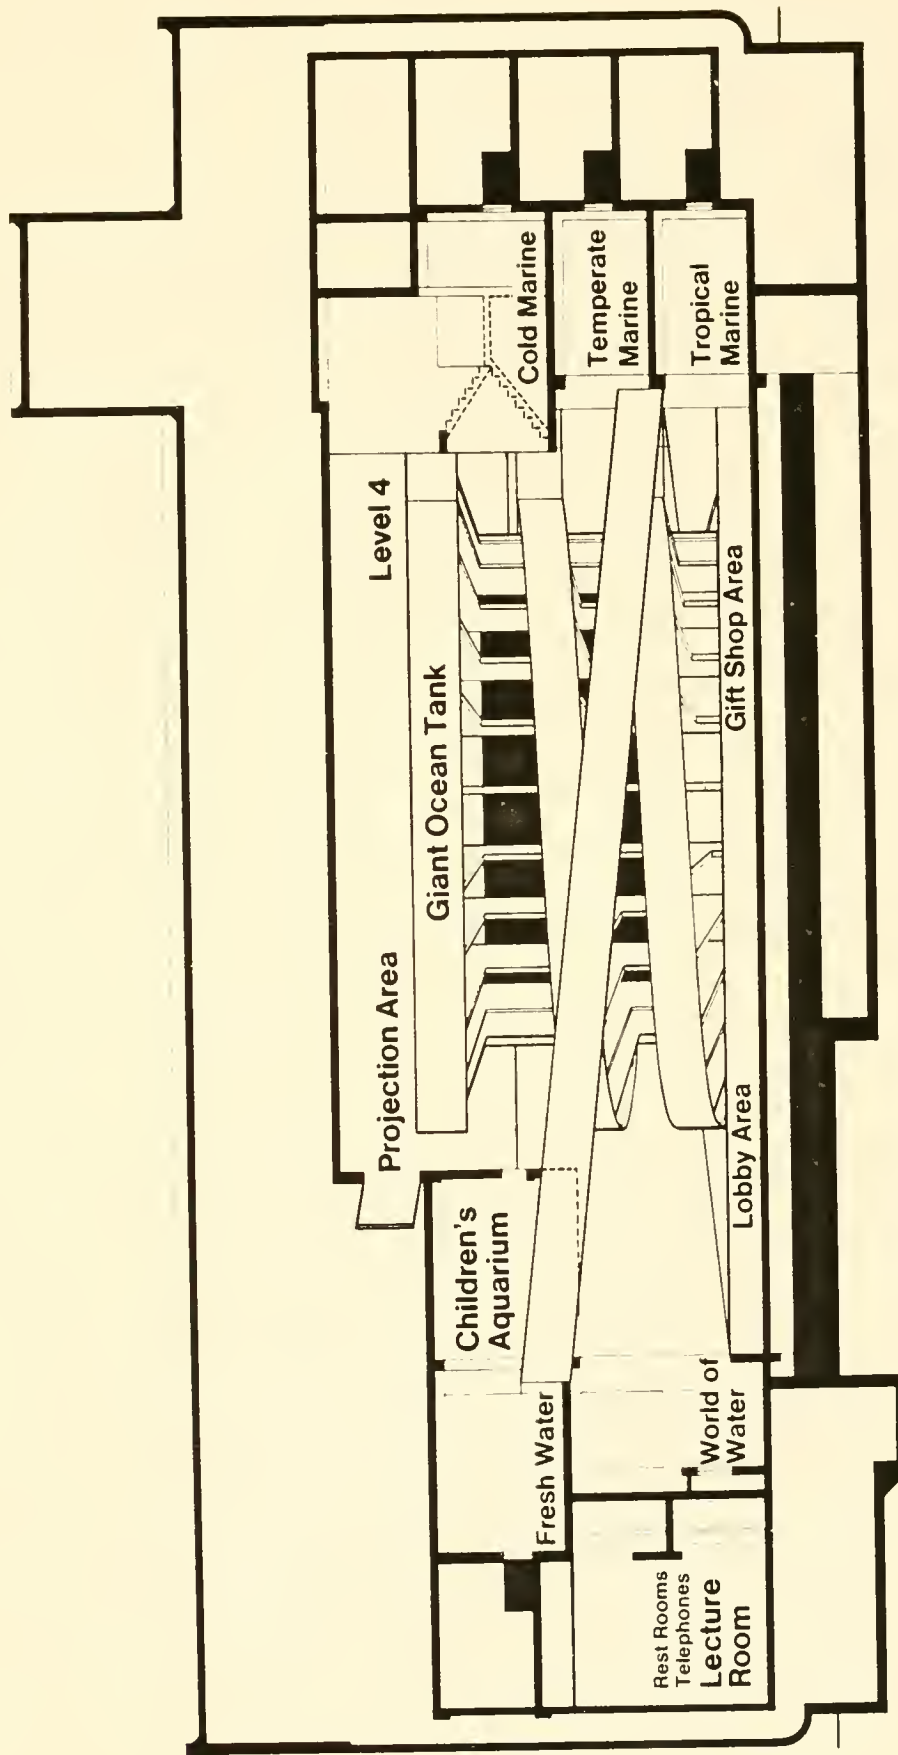 Projection Area
Level 4
Giant Ocean Tank
Children's
Aquarium
Cold Marine
Fresh Water
Temperate
Marine
Tropical
Marine
World of
Water
Lobby Area
Gift Shop Area
Rest Rooms
Telephones
Lecture
Room